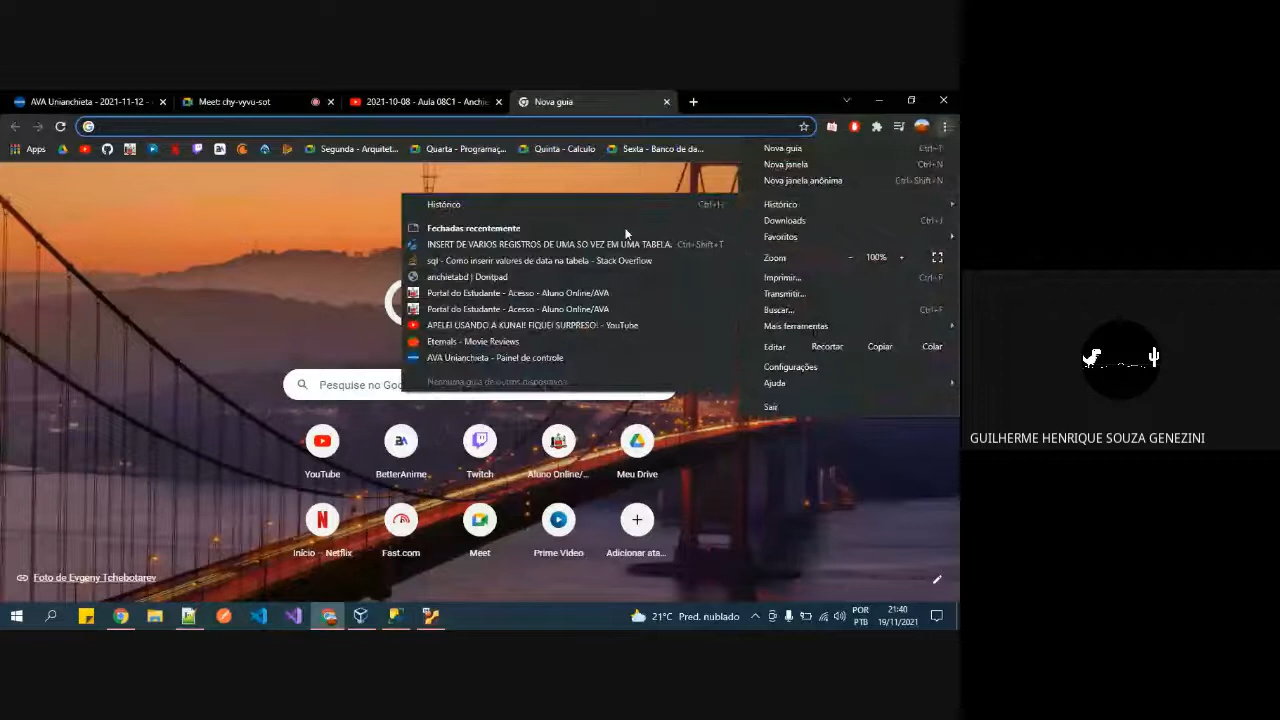 AVA Unianchieta - 2021-11-12 -
Meet: chy-vyvu-sot
2021-10-08 - Aula 08C1 - Anchie
Nova guia
Apps
Segunda - Arquitet...
Quarta - Programaç...
Quinta - Calculo
Sexta - Banco de da...
Nova guia Ctrl+T
Nova janela Ctrl+N
Nova janela anônima Ctrl+Shift+N
Histórico
Downloads Ctrl+J
Favoritos
Zoom - 100% +
Imprimir... Ctrl+P
Transmitir...
Buscar... Ctrl+F
Mais ferramentas
Editar Recortar Copiar Colar
Configurações
Ajuda
Sair
Histórico Ctrl+H
Fechadas recentemente
INSERT DE VARIOS REGISTROS DE UMA SO VEZ EM UMA TABELA. Ctrl+Shift+T
sql - Como inserir valores de data na tabela - Stack Overflow
anchietabd | Dontpad
Portal do Estudante - Acesso - Aluno Online/AVA
Portal do Estudante - Acesso - Aluno Online/AVA
APELEI USANDO A KUNAI! FIQUEI SURPRESO! - YouTube
Eternals - Movie Reviews
AVA Unianchieta - Painel de controle
Nenhuma guia de outros dispositivos
Pesquise no Goo
YouTube
BetterAnime
Twitch
Aluno Online/...
Meu Drive
Início – Netflix
Fast.com
Meet
Prime Video
Adicionar ata...
Foto de Evgeny Tchebotarev
GUILHERME HENRIQUE SOUZA GENEZINI
21°C Pred. nublado
POR
PTB
21:40
19/11/2021